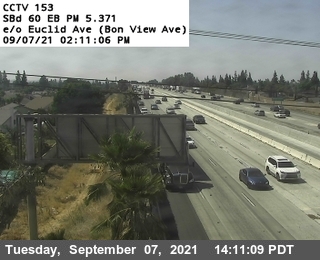 CCTV 153
SBd 60 EB PM 5.371
e/o Euclid Ave (Bon View Ave)
09/07/21 02:11:06 PM
Tuesday, September 07, 2021 14:11:09 PDT